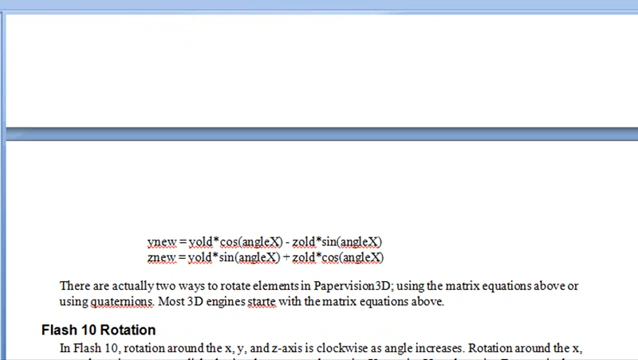 ynew = yold*cos(angleX) - zold*sin(angleX)
znew = yold*sin(angleX) + zold*cos(angleX)
There are actually two ways to rotate elements in Papervision3D; using the matrix equations above or
using quaternions. Most 3D engines starte with the matrix equations above.
Flash 10 Rotation
In Flash 10, rotation around the x, y, and z-axis is clockwise as angle increases. Rotation around the x,